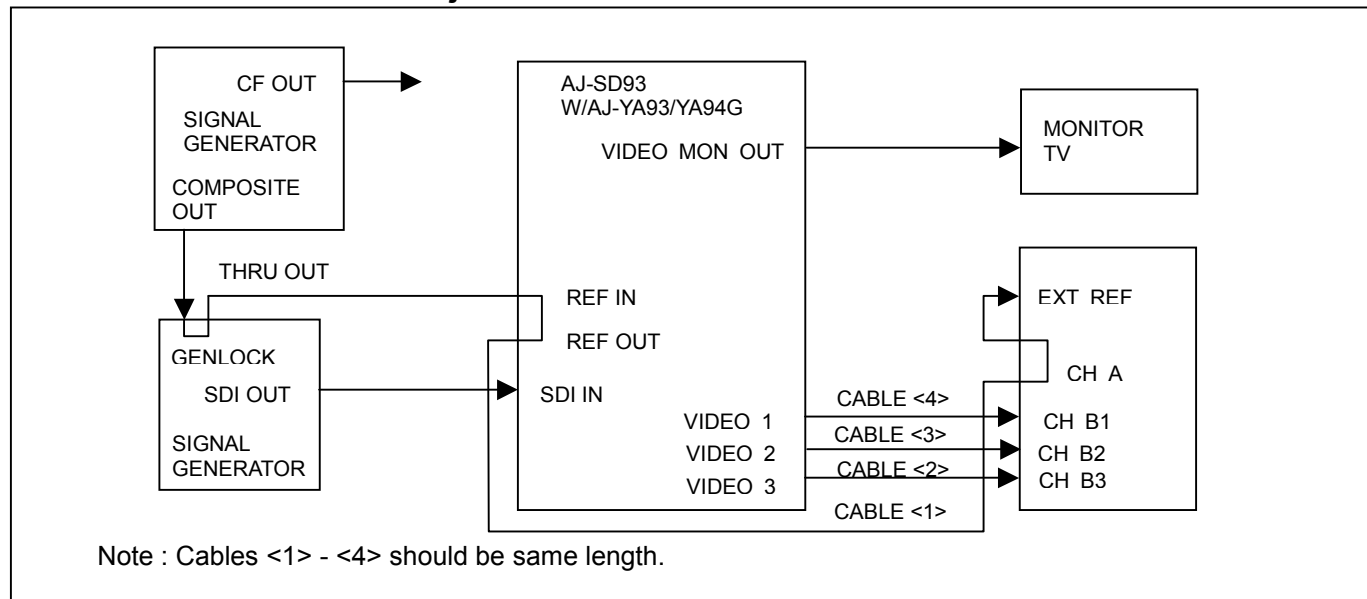 CF OUT
SIGNAL
GENERATOR
COMPOSITE
OUT
THRU OUT
GENLOCK
SDI OUT
SIGNAL
GENERATOR
AJ-SD93
W/AJ-YA93/YA94G
VIDEO MON OUT
REF IN
REF OUT
SDI IN
VIDEO 1
VIDEO 2
VIDEO 3
CABLE <4>
CABLE <3>
CABLE <2>
CABLE <1>
MONITOR
TV
EXT REF
CH A
CH B1
CH B2
CH B3
Note : Cables <1> - <4> should be same length.